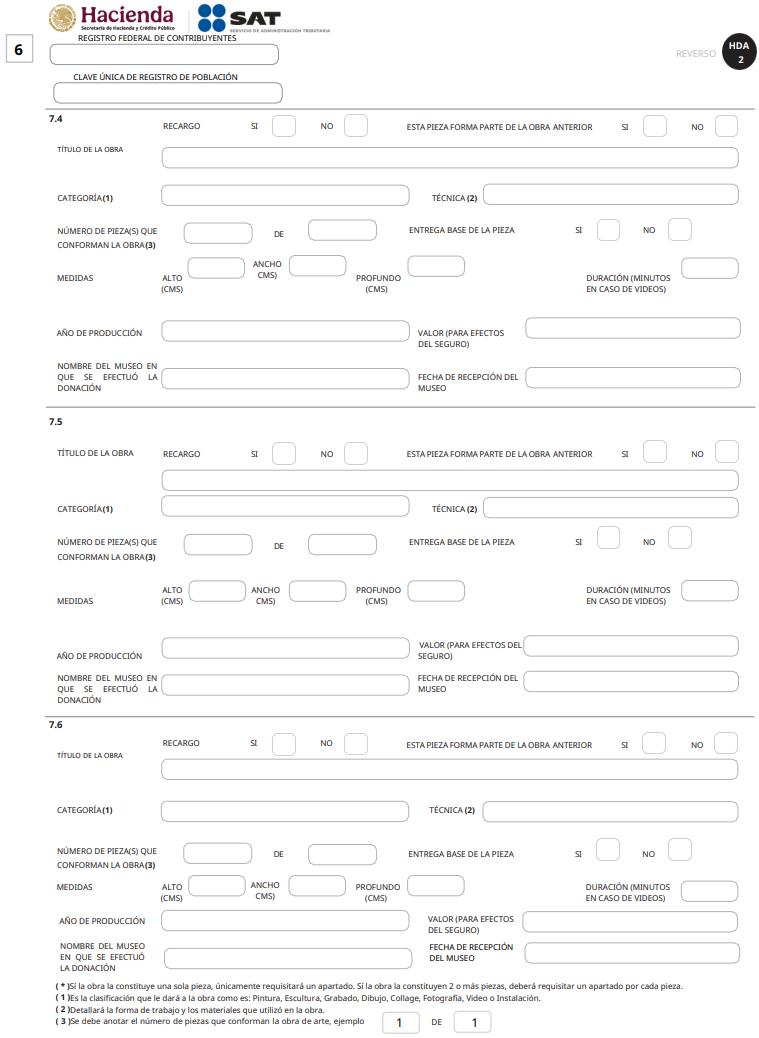 Hacienda
Secretaría de Hacienda y Crédito Público
SAT
SERVICIO DE ADMINISTRACIÓN TRIBUTARIA
6
REGISTRO FEDERAL DE CONTRIBUYENTES
REVERSO
HDA
2
CLAVE ÚNICA DE REGISTRO DE POBLACIÓN
7.4
RECARGO SI NO ESTA PIEZA FORMA PARTE DE LA OBRA ANTERIOR SI NO
TÍTULO DE LA OBRA
CATEGORÍA(1) TÉCNICA (2)
NÚMERO DE PIEZA(S) QUE
CONFORMAN LA OBRA(3)
DE ENTREGA BASE DE LA PIEZA SI NO
MEDIDAS
ALTO
(CMS)
ANCHO
CMS)
PROFUNDO
(CMS)
DURACIÓN (MINUTOS
EN CASO DE VIDEOS)
AÑO DE PRODUCCIÓN
VALOR (PARA EFECTOS
DEL SEGURO)
NOMBRE DEL MUSEO EN
QUE SE EFECTUÓ LA
DONACIÓN
FECHA DE RECEPCIÓN DEL
MUSEO
7.5
TÍTULO DE LA OBRA RECARGO SI NO ESTA PIEZA FORMA PARTE DE LA OBRA ANTERIOR SI NO
CATEGORÍA(1) TÉCNICA (2)
NÚMERO DE PIEZA(S) QUE
CONFORMAN LA OBRA(3)
DE ENTREGA BASE DE LA PIEZA SI NO
MEDIDAS
ALTO
(CMS)
ANCHO
CMS)
PROFUNDO
(CMS)
DURACIÓN (MINUTOS
EN CASO DE VIDEOS)
AÑO DE PRODUCCIÓN
VALOR (PARA EFECTOS DEL
SEGURO)
NOMBRE DEL MUSEO EN
QUE SE EFECTUÓ LA
DONACIÓN
FECHA DE RECEPCIÓN DEL
MUSEO
7.6
RECARGO SI NO ESTA PIEZA FORMA PARTE DE LA OBRA ANTERIOR SI NO
TÍTULO DE LA OBRA
CATEGORÍA(1) TÉCNICA (2)
NÚMERO DE PIEZA(S) QUE
CONFORMAN LA OBRA(3)
DE ENTREGA BASE DE LA PIEZA SI NO
MEDIDAS
ALTO
(CMS)
ANCHO
CMS)
PROFUNDO
(CMS)
DURACIÓN (MINUTOS
EN CASO DE VIDEOS)
AÑO DE PRODUCCIÓN
VALOR (PARA EFECTOS
DEL SEGURO)
NOMBRE DEL MUSEO
EN QUE SE EFECTUÓ
LA DONACIÓN
FECHA DE RECEPCIÓN
DEL MUSEO
( * )Sí la obra la constituye una sola pieza, únicamente requisitará un apartado. Sí la obra la constituyen 2 o más piezas, deberá requisitar un apartado por cada pieza.
( 1 )Es la clasificación que le dará a la obra como es: Pintura, Escultura, Grabado, Dibujo, Collage, Fotografía, Video o Instalación.
( 2 )Detallará la forma de trabajo y los materiales que utilizó en la obra.
( 3 )Se debe anotar el número de piezas que conforman la obra de arte, ejemplo 1 DE 1